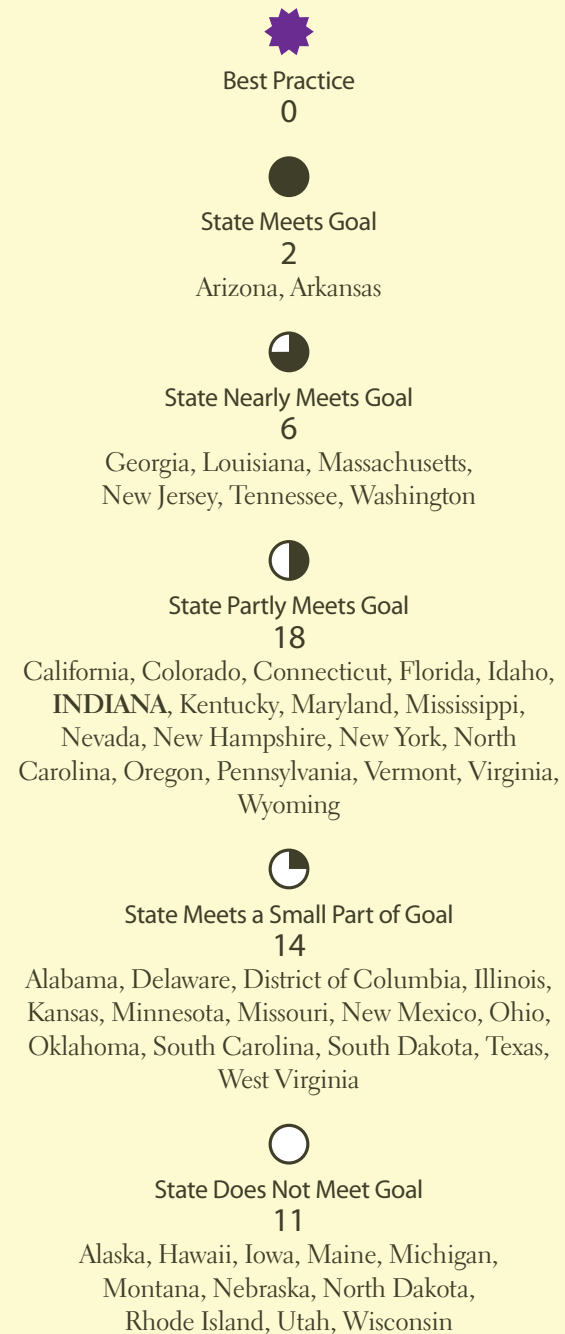 Best Practice
0
State Meets Goal
2
Arizona, Arkansas
State Nearly Meets Goal
6
Georgia, Louisiana, Massachusetts,
New Jersey, Tennessee, Washington
State Partly Meets Goal
18
California, Colorado, Connecticut, Florida, Idaho,
INDIANA, Kentucky, Maryland, Mississippi,
Nevada, New Hampshire, New York, North
Carolina, Oregon, Pennsylvania, Vermont, Virginia,
Wyoming
State Meets a Small Part of Goal
14
Alabama, Delaware, District of Columbia, Illinois,
Kansas, Minnesota, Missouri, New Mexico, Ohio,
Oklahoma, South Carolina, South Dakota, Texas,
West Virginia
State Does Not Meet Goal
11
Alaska, Hawaii, Iowa, Maine, Michigan,
Montana, Nebraska, North Dakota,
Rhode Island, Utah, Wisconsin